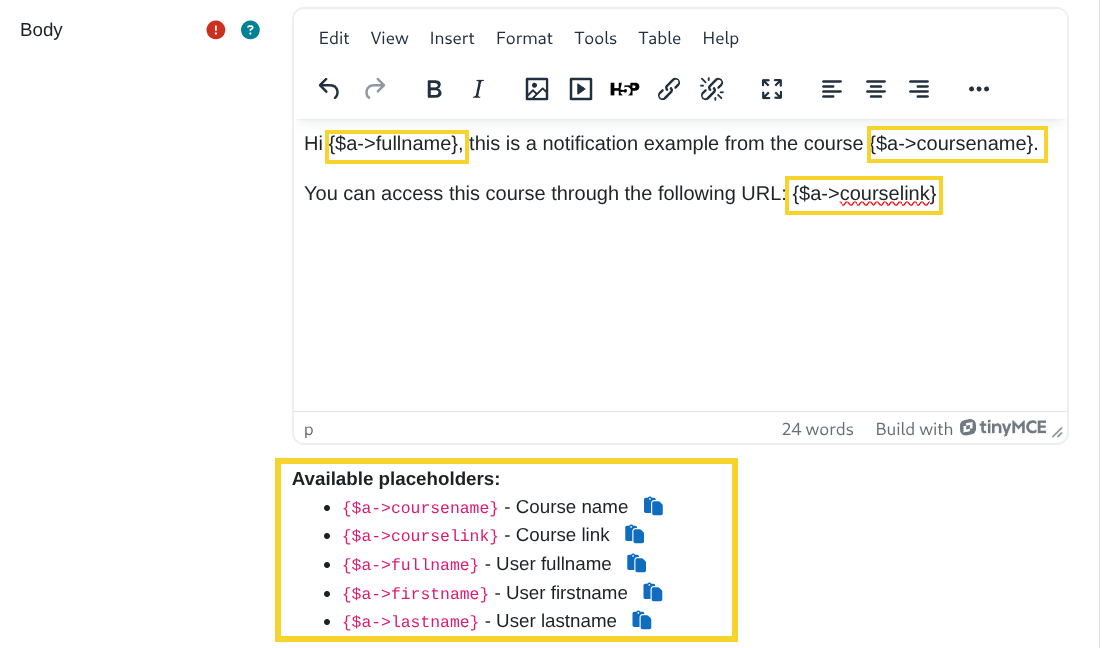 Body ! ?
Edit View Insert Format Tools Table Help
B I H5P
Hi {$a->fullname}, this is a notification example from the course {$a->coursename}.
You can access this course through the following URL: {$a->courselink}
p 24 words Build with tinyMCE
Available placeholders:
• {$a->coursename} - Course name
• {$a->courselink} - Course link
• {$a->fullname} - User fullname
• {$a->firstname} - User firstname
• {$a->lastname} - User lastname